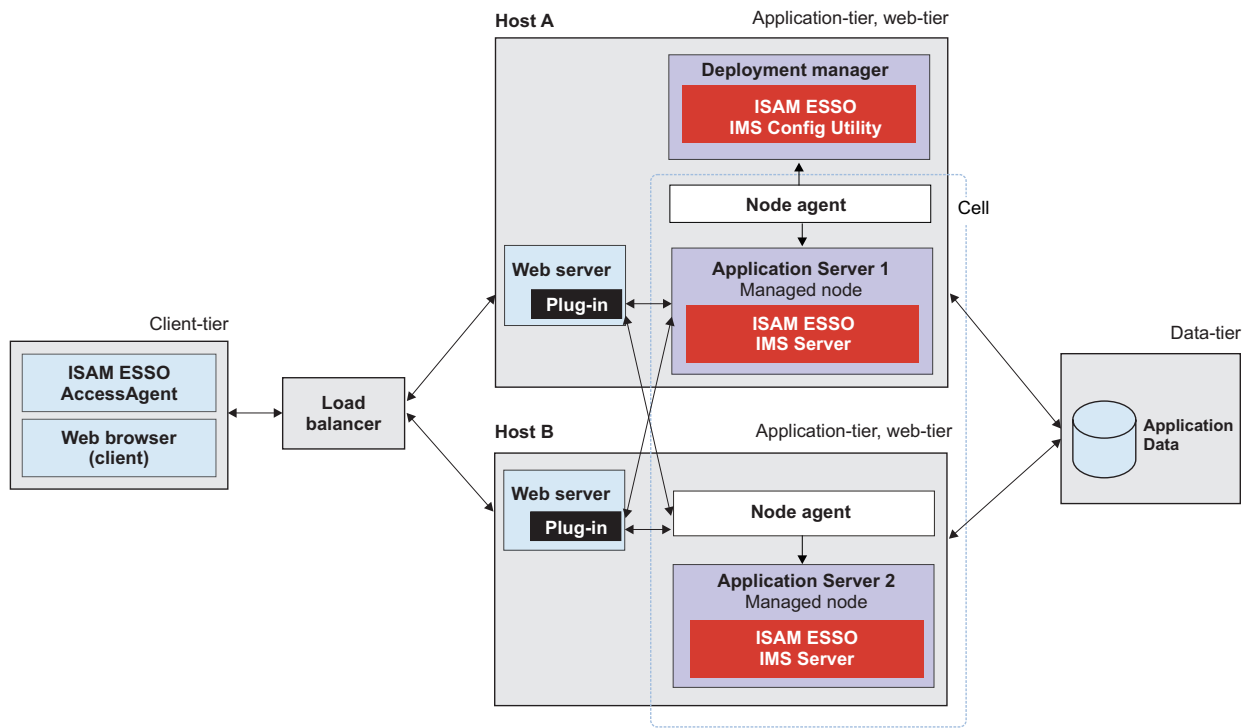 Host A
Application-tier, web-tier
Deployment manager
ISAM ESSO
IMS Config Utility
Node agent
Cell
Web server
Plug-in
Application Server 1
Managed node
ISAM ESSO
IMS Server
Client-tier
ISAM ESSO
AccessAgent
Web browser
(client)
Load
balancer
Data-tier
Application
Data
Host B
Application-tier, web-tier
Web server
Plug-in
Node agent
Application Server 2
Managed node
ISAM ESSO
IMS Server